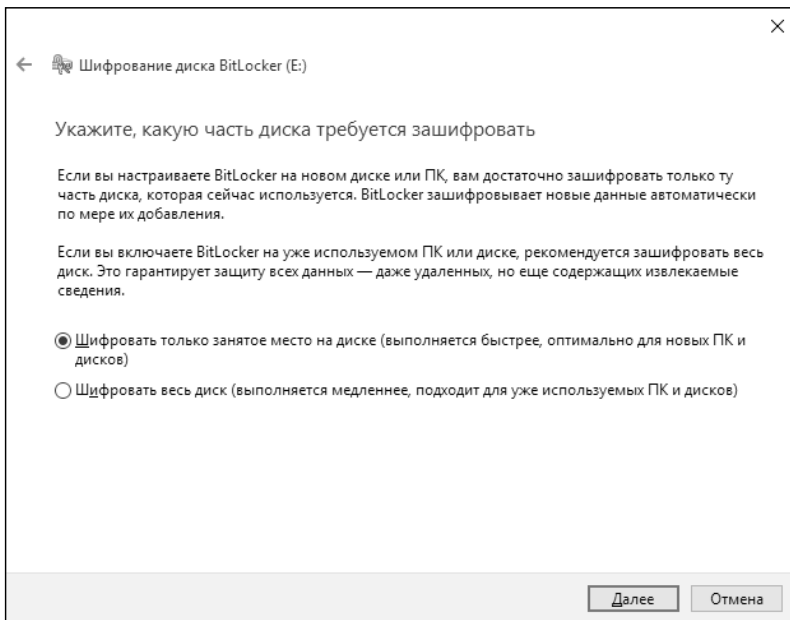 Шифрование диска BitLocker (E:)
Укажите, какую часть диска требуется зашифровать
Если вы настраиваете BitLocker на новом диске или ПК, вам достаточно зашифровать только ту
часть диска, которая сейчас используется. BitLocker зашифровывает новые данные автоматически
по мере их добавления.
Если вы включаете BitLocker на уже используемом ПК или диске, рекомендуется зашифровать весь
диск. Это гарантирует защиту всех данных — даже удаленных, но еще содержащих извлекаемые
сведения.
Шифровать только занятое место на диске (выполняется быстрее, оптимально для новых ПК и
дисков)
Шифровать весь диск (выполняется медленнее, подходит для уже используемых ПК и дисков)
Далее Отмена